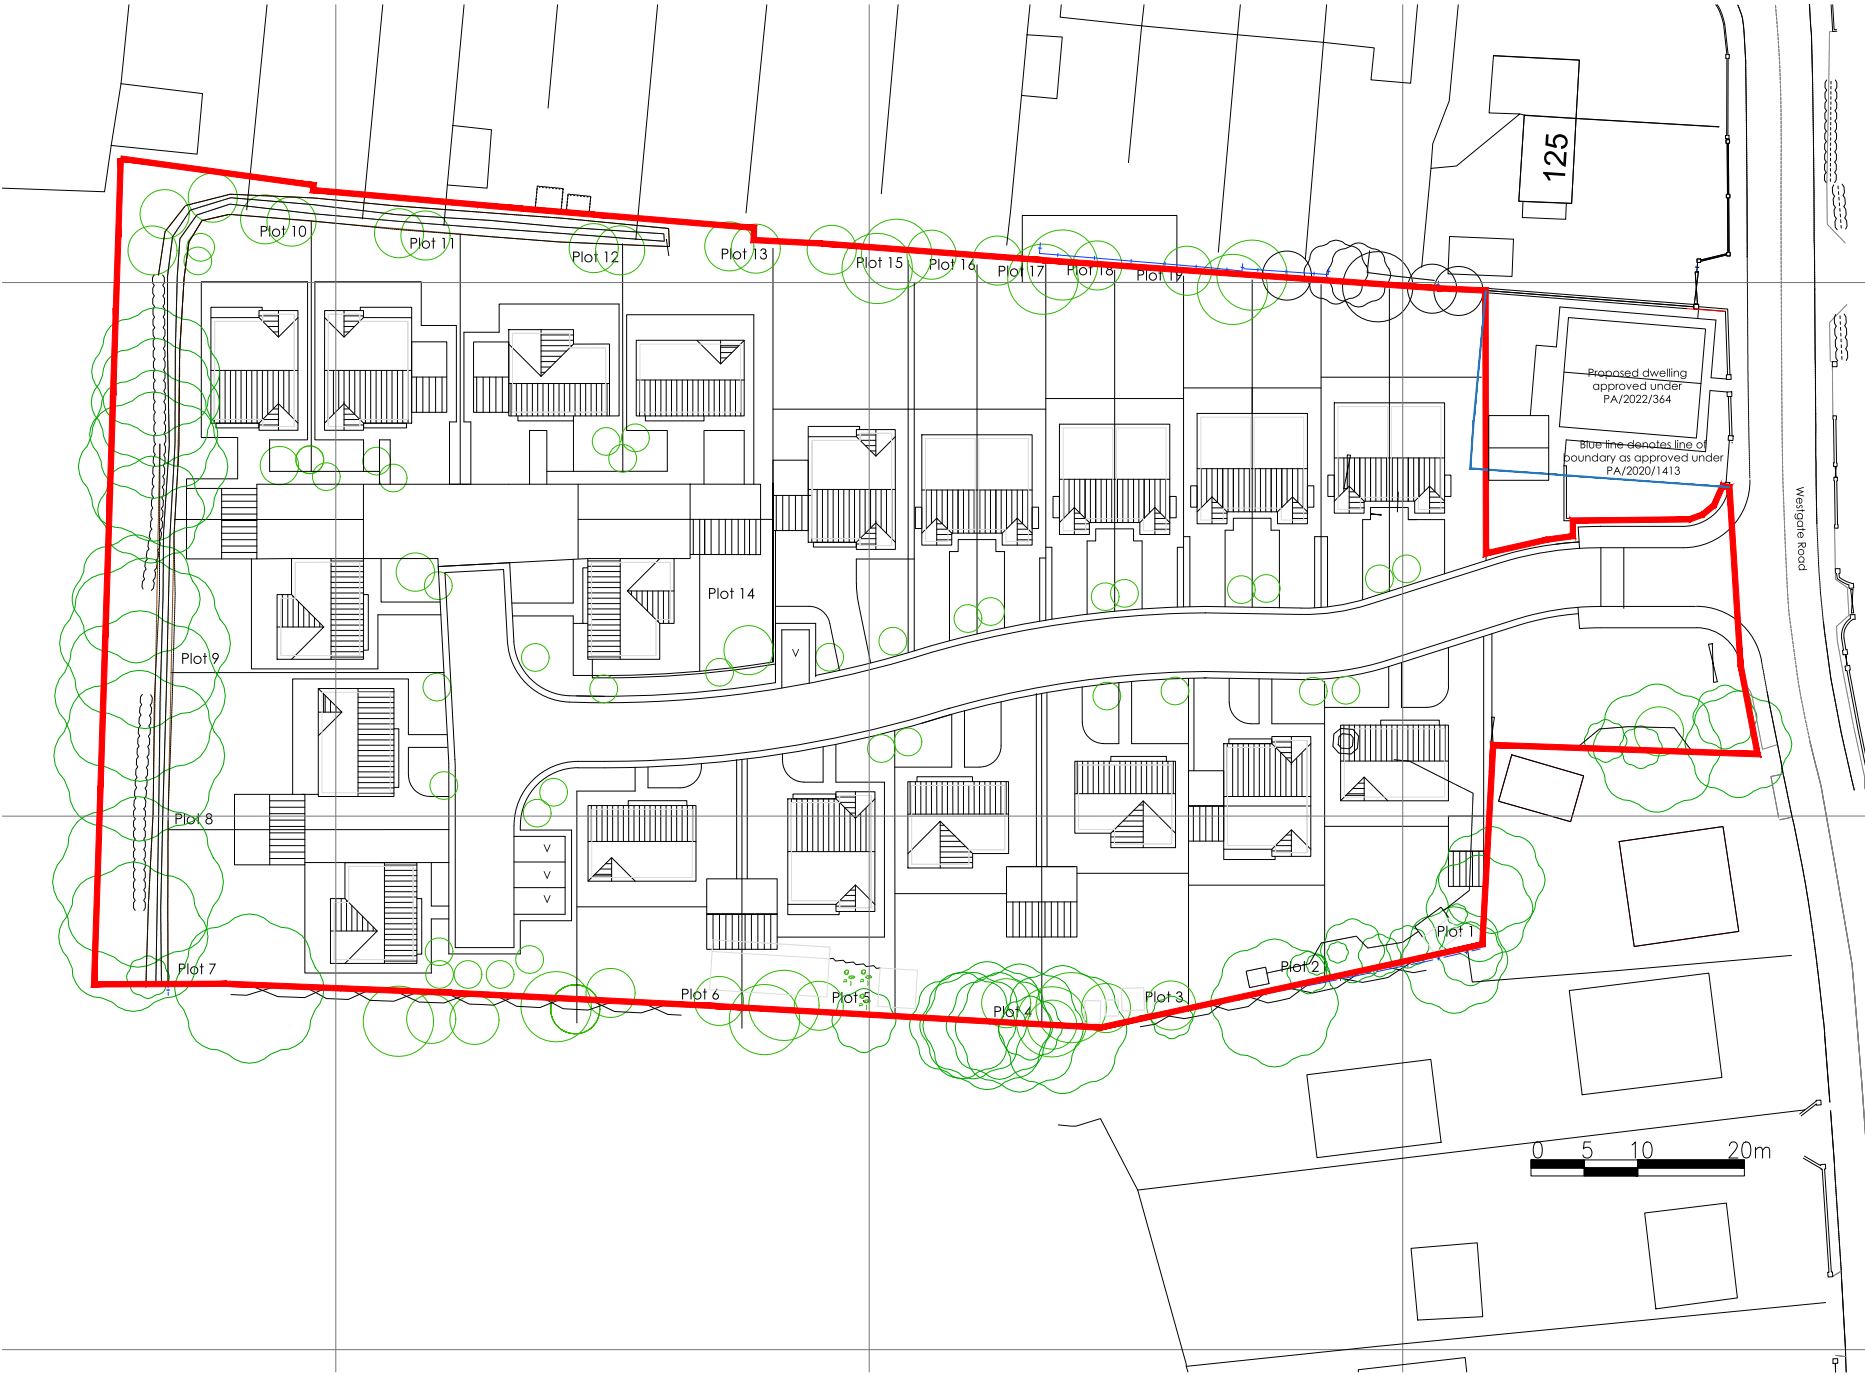 125
Plot 10
Plot 11
Plot 12
Plot 13
Plot 15
Plot 16
Plot 17
Plot 18
Plot 19
Proposed dwelling
approved under
PA/2022/364
Blue line denotes line of
boundary as approved under
PA/2020/1413
Westgate Road
Plot 14
V
Plot 9
Plot 8
V
V
V
Plot 7
Plot 6
Plot 5
Plot 4
Plot 3
Plot 2
Plot 1
0 5 10 20m